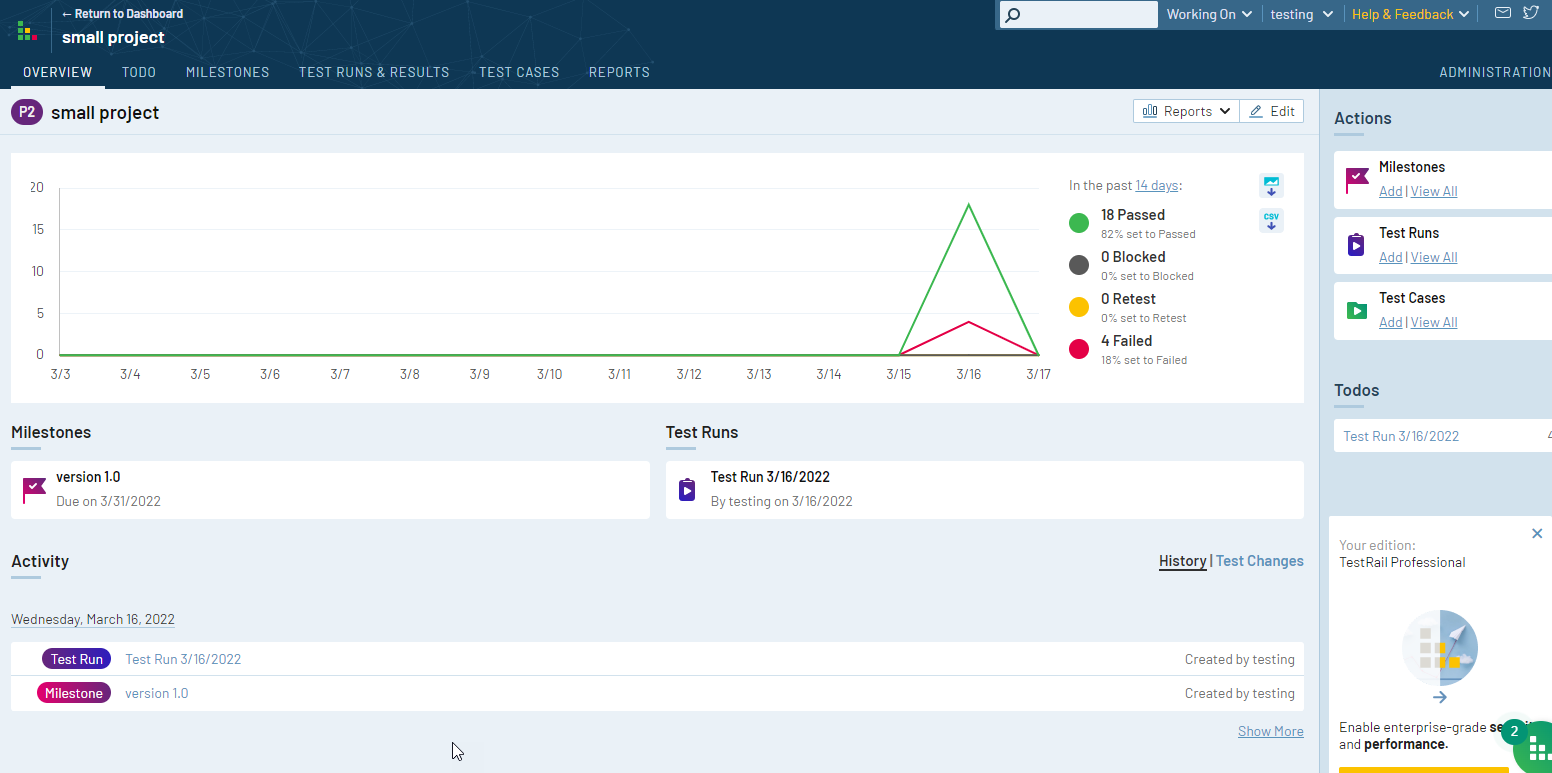 ← Return to Dashboard
small project
Working On
testing
Help & Feedback
OVERVIEW
TODO
MILESTONES
TEST RUNS & RESULTS
TEST CASES
REPORTS
ADMINISTRATION
P2 small project
Reports
Edit
20
15
10
5
0
3/3 3/4 3/5 3/6 3/7 3/8 3/9 3/10 3/11 3/12 3/13 3/14 3/15 3/16 3/17
In the past 14 days:
18 Passed
82% set to Passed
0 Blocked
0% set to Blocked
0 Retest
0% set to Retest
4 Failed
18% set to Failed
CSV
Milestones
version 1.0
Due on 3/31/2022
Test Runs
Test Run 3/16/2022
By testing on 3/16/2022
Activity
History | Test Changes
Wednesday, March 16, 2022
Test Run Test Run 3/16/2022 Created by testing
Milestone version 1.0 Created by testing
Show More
Actions
Milestones
Add | View All
Test Runs
Add | View All
Test Cases
Add | View All
Todos
Test Run 3/16/2022
Your edition:
TestRail Professional
Enable enterprise-grade
and performance.
2